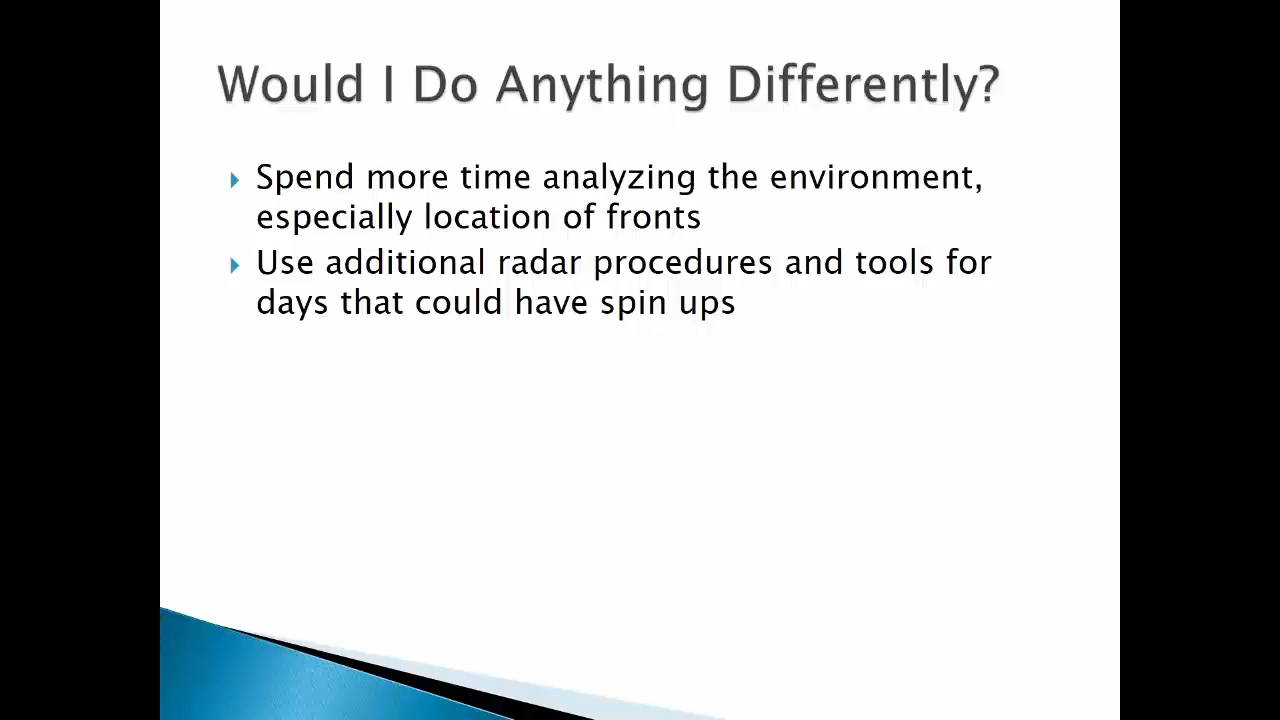 Would I Do Anything Differently?
Spend more time analyzing the environment,
especially location of fronts
Use additional radar procedures and tools for
days that could have spin ups